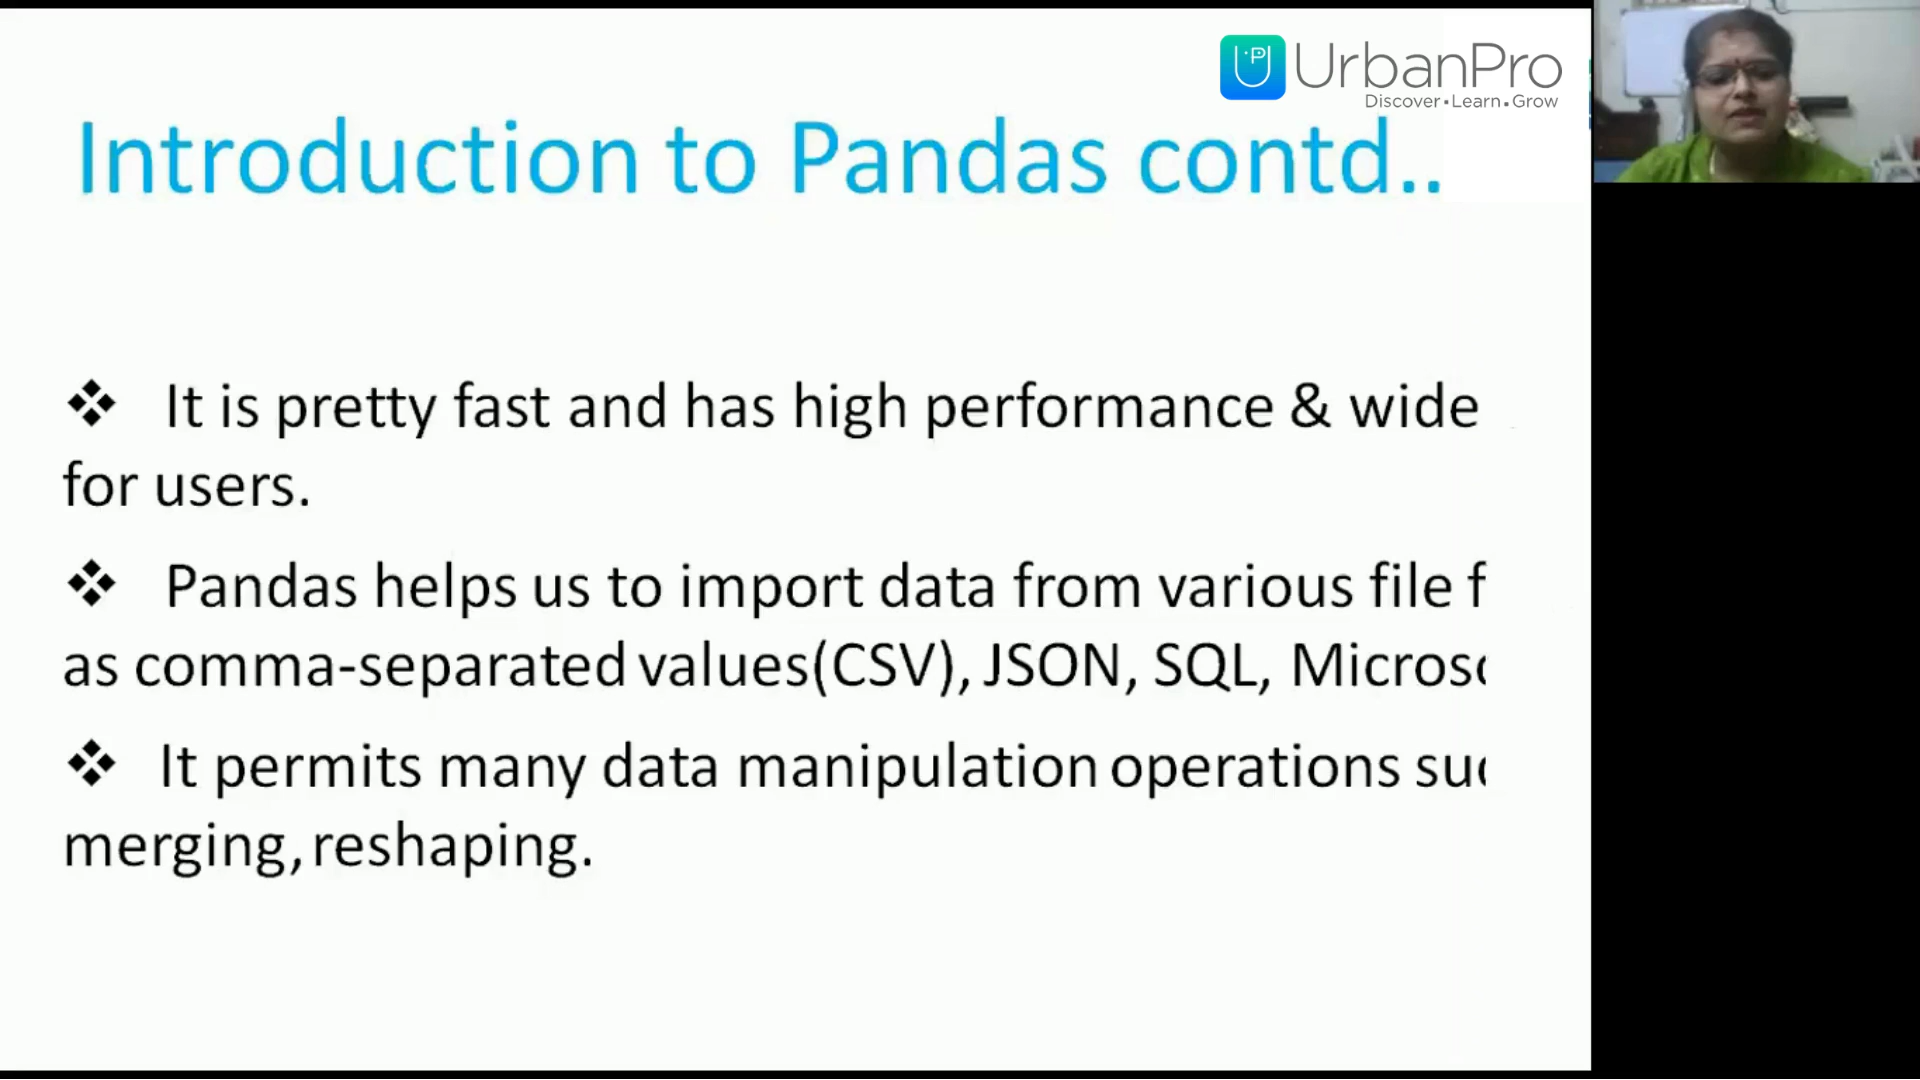 UrbanPro
Discover▪Learn▪Grow
Introduction to Pandas contd..
❖ It is pretty fast and has high performance & wide
for users.
❖ Pandas helps us to import data from various file f
as comma-separated values(CSV), JSON, SQL, Micros
❖ It permits many data manipulation operations su
merging, reshaping.